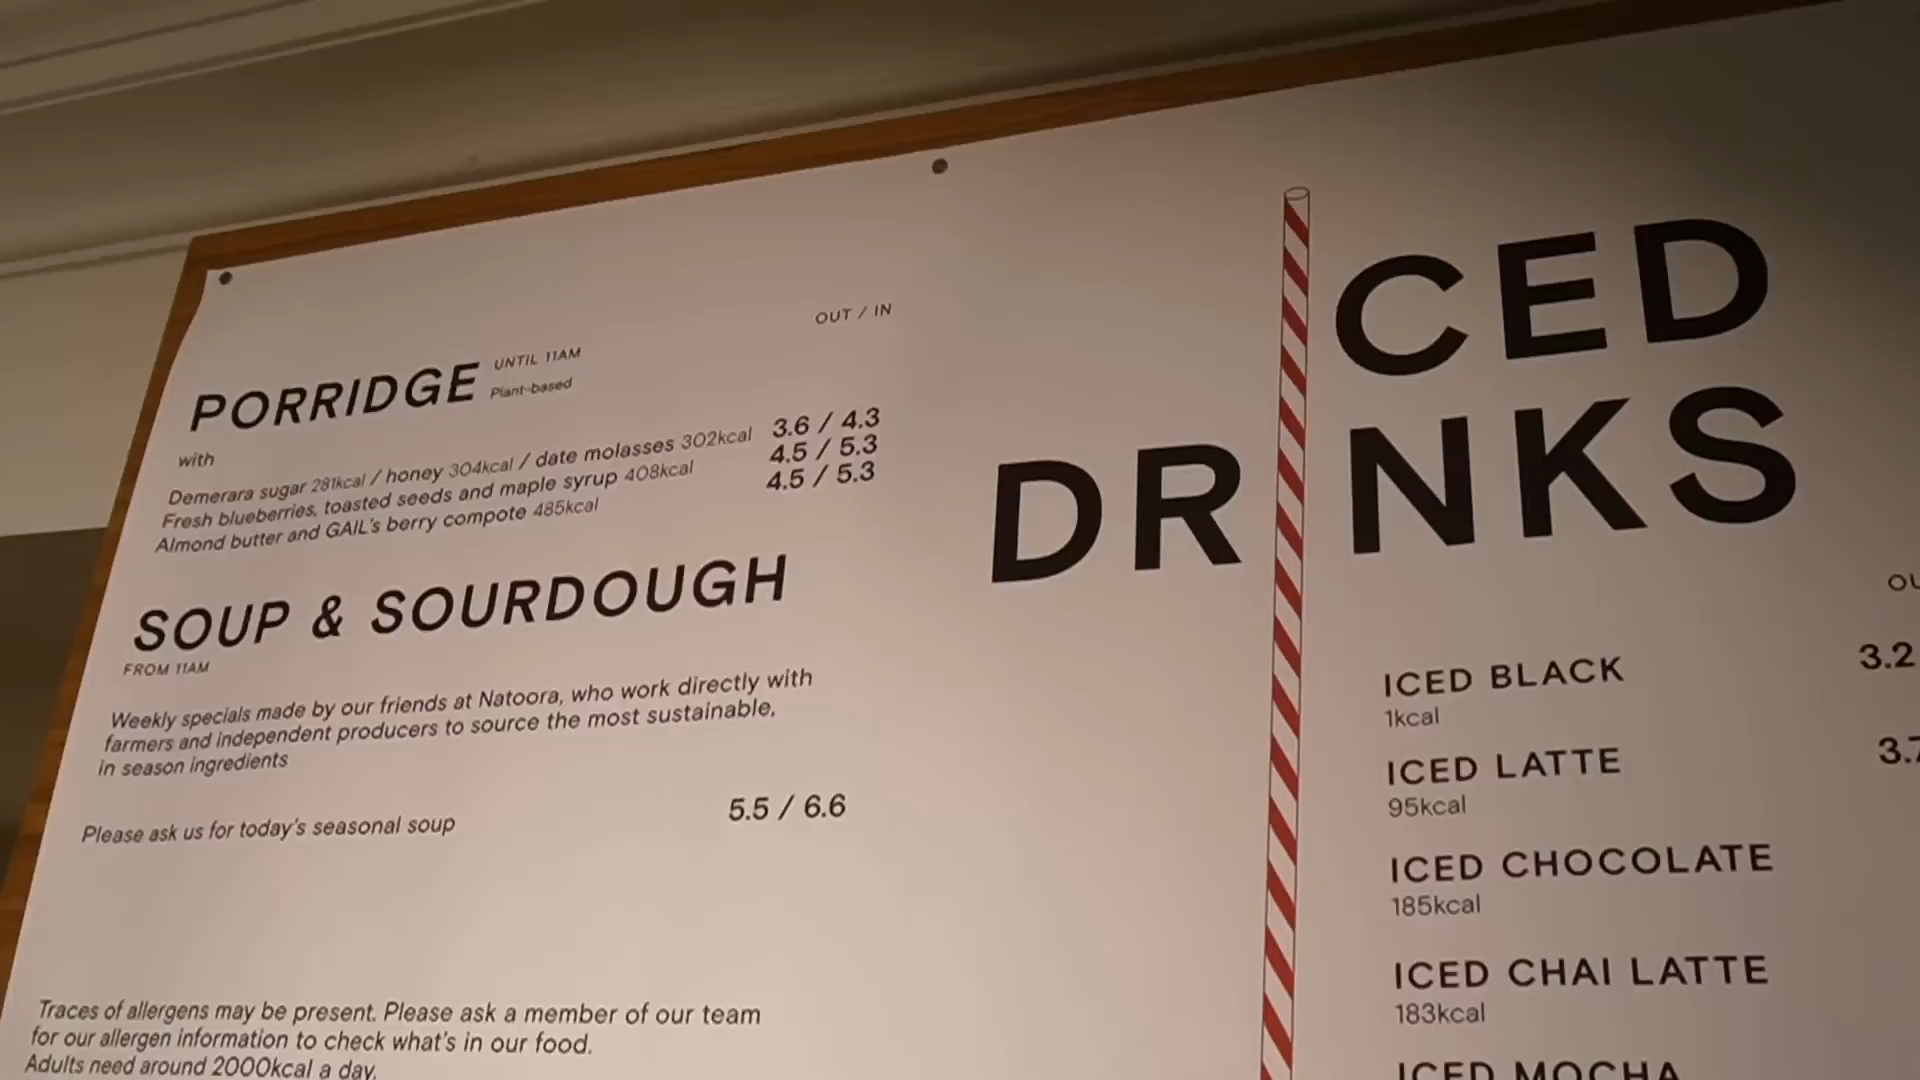 OUT / IN
PORRIDGE UNTIL 11AM
Plant-based
with
Demerara sugar 281kcal / honey 304kcal / date molasses 302kcal 3.6 / 4.3
Fresh blueberries, toasted seeds and maple syrup 408kcal 4.5 / 5.3
Almond butter and GAIL's berry compote 485kcal 4.5 / 5.3
SOUP & SOURDOUGH
FROM 11AM
Weekly specials made by our friends at Natoora, who work directly with
farmers and independent producers to source the most sustainable,
in season ingredients
Please ask us for today's seasonal soup 5.5 / 6.6
Traces of allergens may be present. Please ask a member of our team
for our allergen information to check what's in our food.
Adults need around 2000kcal a day.
ICED
DRINKS
ICED BLACK 3.2
1kcal
ICED LATTE 3.7
95kcal
ICED CHOCOLATE
185kcal
ICED CHAI LATTE
183kcal
ICED MOCHA